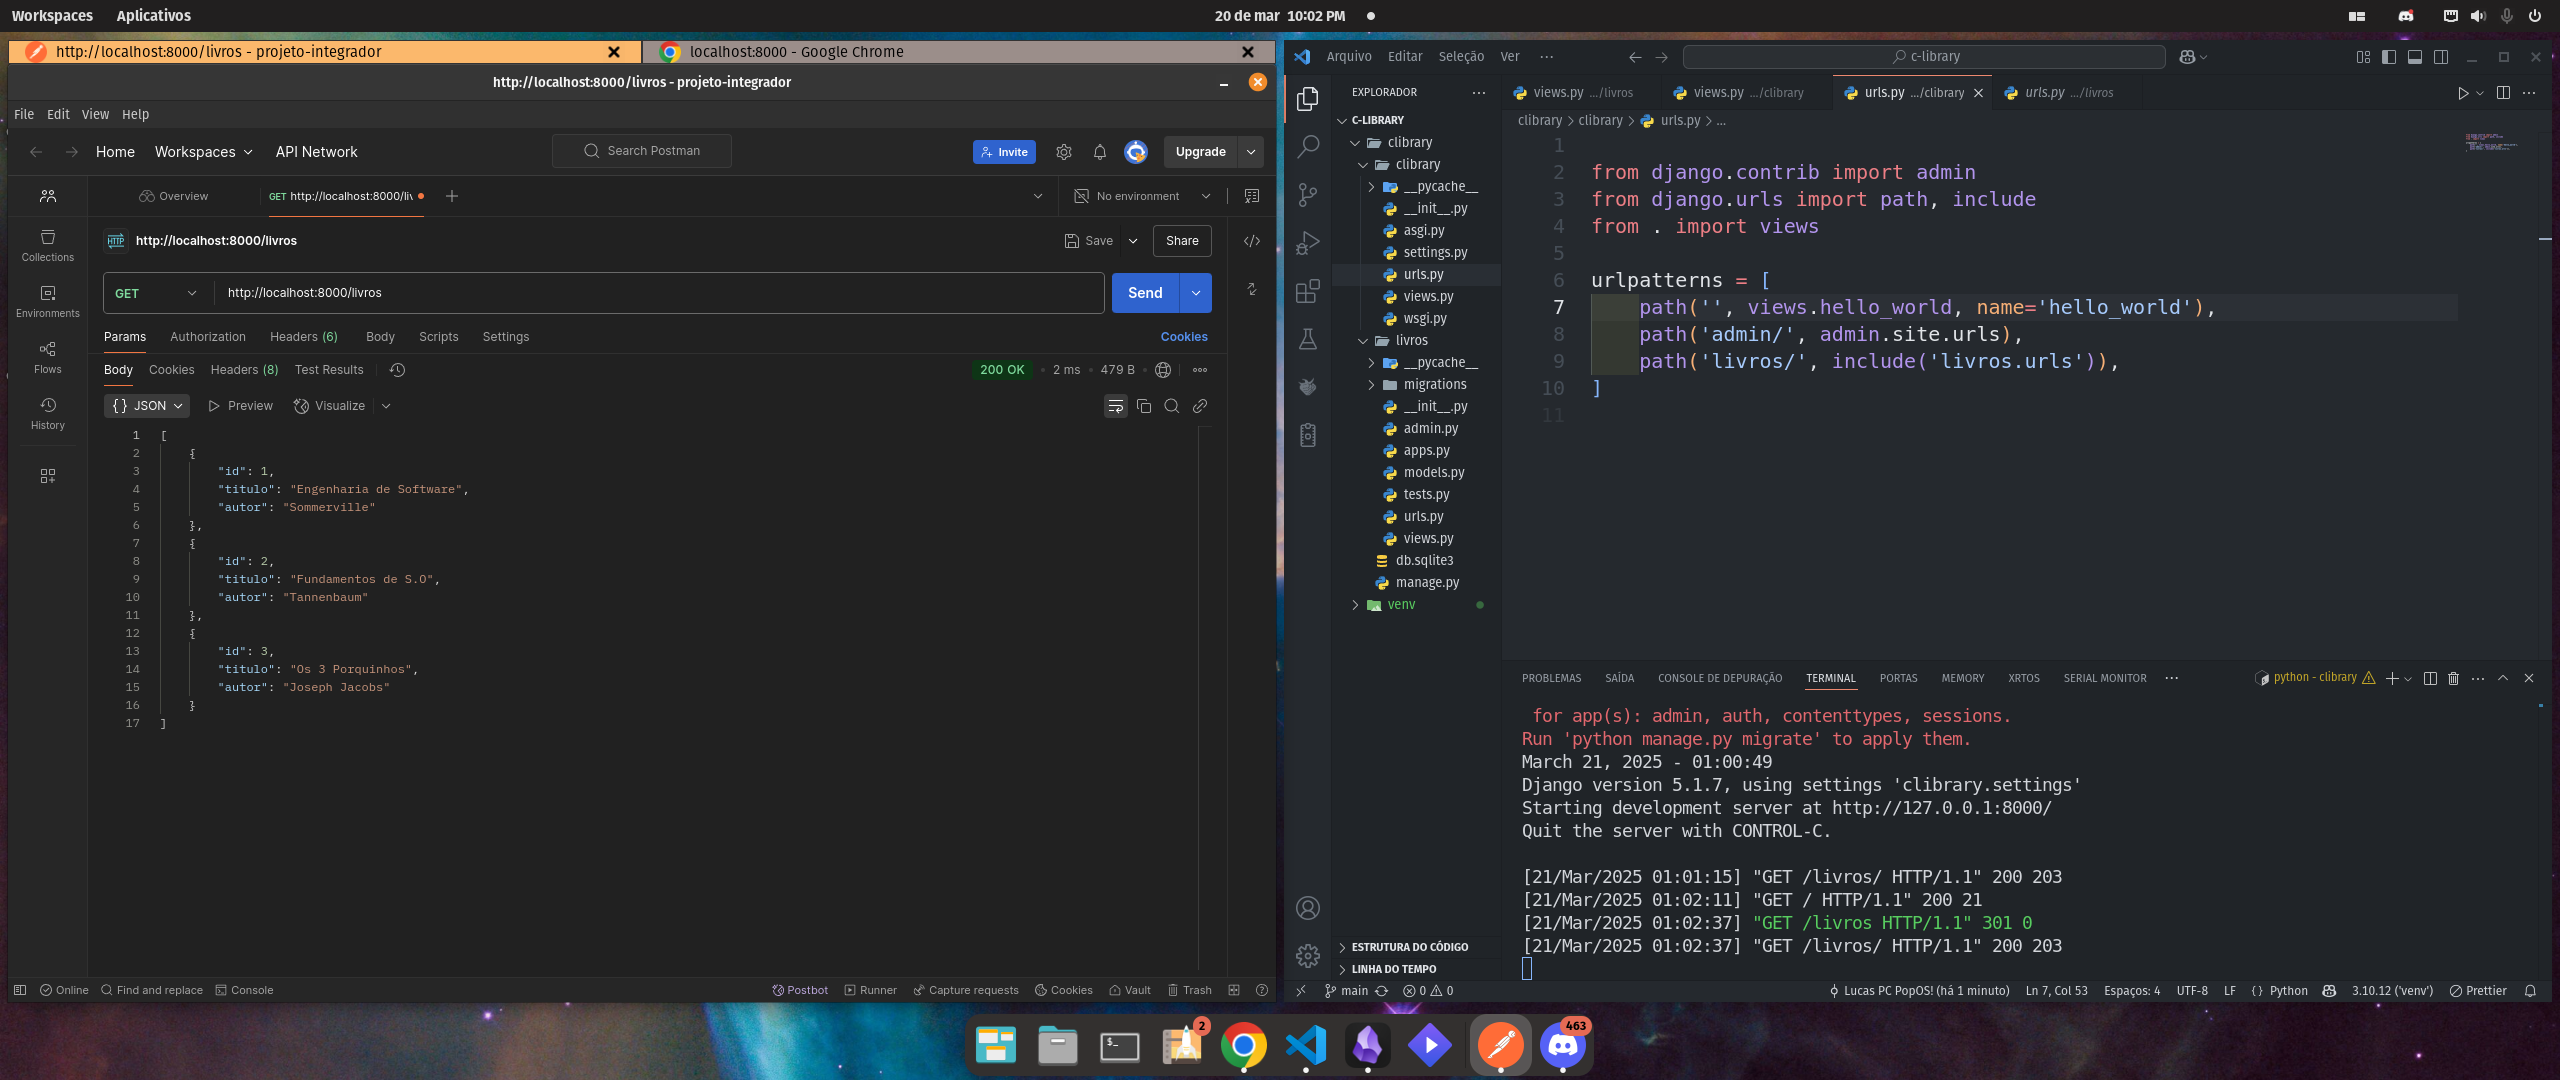 Workspaces Aplicativos
20 de mar 10:02 PM
http://localhost:8000/livros - projeto-integrador
localhost:8000 - Google Chrome
http://localhost:8000/livros - projeto-integrador
File Edit View Help
Home Workspaces API Network
Search Postman
Invite
Upgrade
Overview
GET http://localhost:8000/liv
No environment
HTTP http://localhost:8000/livros
Save
Share
GET http://localhost:8000/livros
Send
Params Authorization Headers (6) Body Scripts Settings
Cookies
Body Cookies Headers (8) Test Results
200 OK • 2 ms • 479 B
{} JSON Preview Visualize
Collections
Environments
Flows
History
1 [
2 {
3 "id": 1,
4 "titulo": "Engenharia de Software",
5 "autor": "Sommerville"
6 },
7 {
8 "id": 2,
9 "titulo": "Fundamentos de S.O",
10 "autor": "Tannenbaum"
11 },
12 {
13 "id": 3,
14 "titulo": "Os 3 Porquinhos",
15 "autor": "Joseph Jacobs"
16 }
17 ]
Online Find and replace Console
Postbot Runner Capture requests Cookies Vault Trash
Arquivo Editar Seleção Ver ···
c-library
EXPLORADOR ···
C-LIBRARY
clibrary
clibrary
__pycache__
__init__.py
asgi.py
settings.py
urls.py
views.py
wsgi.py
livros
__pycache__
migrations
__init__.py
admin.py
apps.py
models.py
tests.py
urls.py
views.py
db.sqlite3
manage.py
venv
ESTRUTURA DO CÓDIGO
LINHA DO TEMPO
views.py .../livros
views.py .../clibrary
urls.py .../clibrary
urls.py .../livros
clibrary > clibrary > urls.py > ...
1
2 from django.contrib import admin
3 from django.urls import path, include
4 from . import views
5
6 urlpatterns = [
7 path('', views.hello_world, name='hello_world'),
8 path('admin/', admin.site.urls),
9 path('livros/', include('livros.urls')),
10 ]
11
PROBLEMAS SAÍDA CONSOLE DE DEPURAÇÃO TERMINAL PORTAS MEMORY XRTOS SERIAL MONITOR ···
python - clibrary
for app(s): admin, auth, contenttypes, sessions.
Run 'python manage.py migrate' to apply them.
March 21, 2025 - 01:00:49
Django version 5.1.7, using settings 'clibrary.settings'
Starting development server at http://127.0.0.1:8000/
Quit the server with CONTROL-C.
[21/Mar/2025 01:01:15] "GET /livros/ HTTP/1.1" 200 203
[21/Mar/2025 01:02:11] "GET / HTTP/1.1" 200 21
[21/Mar/2025 01:02:37] "GET /livros HTTP/1.1" 301 0
[21/Mar/2025 01:02:37] "GET /livros/ HTTP/1.1" 200 203
main 0 0
Lucas PC PopOS! (há 1 minuto) Ln 7, Col 53 Espaços: 4 UTF-8 LF {} Python 3.10.12 ('venv') Prettier
$_
2
463